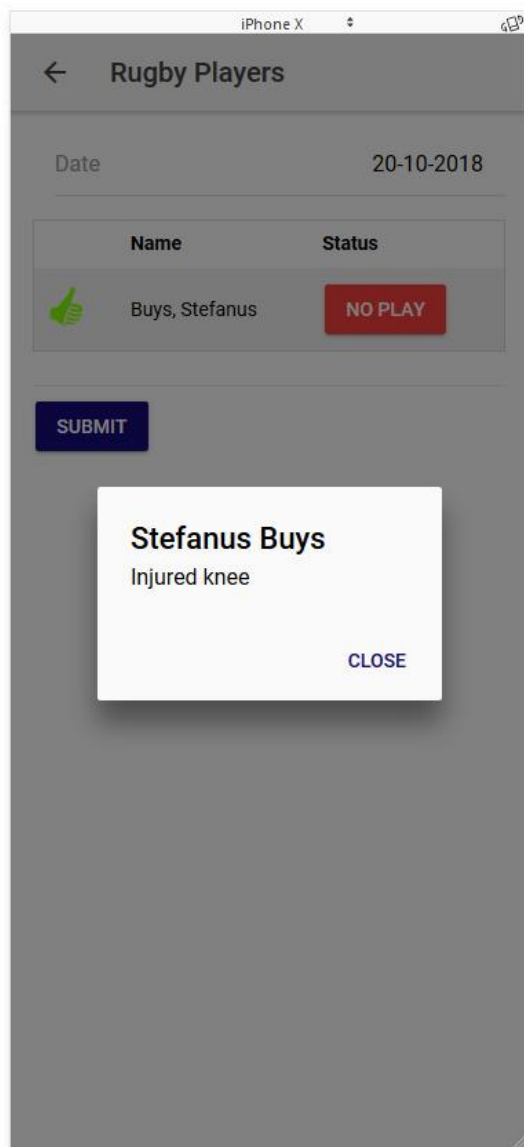 iPhone X
Rugby Players
Date 20-10-2018
Name Status
Buys, Stefanus NO PLAY
SUBMIT
Stefanus Buys
Injured knee
CLOSE